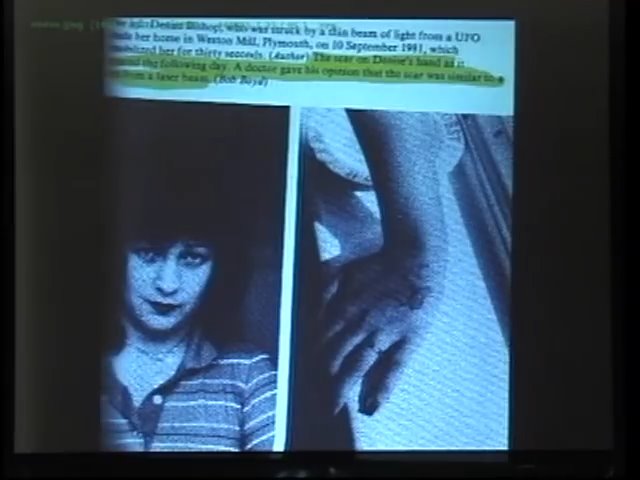 Denise Bishop, who was struck by a thin beam of light from a UFO
her home in Weston Mill, Plymouth, on 10 September 1981, which
her for thirty seconds. (Author) The scar on Denise's hand as it
the following day. A doctor gave his opinion that the scar was similar to a
from a laser beam. (Bob Boyd)